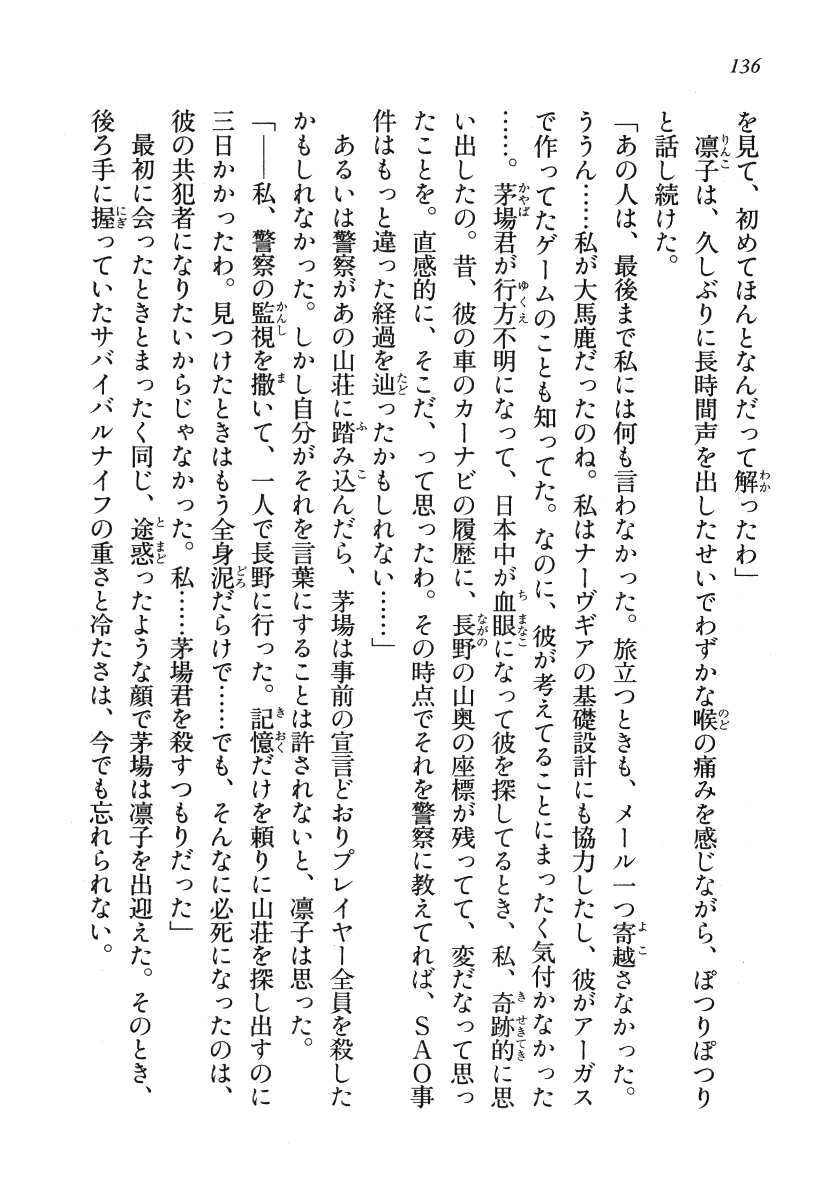 136
を見て、初めてほんとなんだって解ったわ」
凛子は、久しぶりに長時間声を出したせいでわずかな喉の痛みを感じながら、ぽつりぽつり
と話し続けた。
「あの人は、最後まで私には何も言わなかった。旅立つときも、メール一つ寄越さなかった。
ううん……私が大馬鹿だったのね。私はナーヴギアの基礎設計にも協力したし、彼がアーガス
で作ってたゲームのことも知ってた。なのに、彼が考えてることにまったく気付かなかった
……。茅場君が行方不明になって、日本中が血眼になって彼を探してるとき、私、奇跡的に思
い出したの。昔、彼の車のカーナビの履歴に、長野の山奥の座標が残ってて、変だなって思っ
たことを。直感的に、そこだ、って思ったわ。その時点でそれを警察に教えてれば、ＳＡＯ事
件はもっと違った経過を辿ったかもしれない……」
あるいは警察があの山荘に踏み込んだら、茅場は事前の宣言どおりプレイヤー全員を殺した
かもしれなかった。しかし自分がそれを言葉にすることは許されないと、凛子は思った。
「――私、警察の監視を撒いて、一人で長野に行った。記憶だけを頼りに山荘を探し出すのに
三日かかったわ。見つけたときはもう全身泥だらけで……でも、そんなに必死になったのは、
彼の共犯者になりたいからじゃなかった。私……茅場君を殺すつもりだった」
最初に会ったときとまったく同じ、途惑ったような顔で茅場は凛子を出迎えた。そのとき、
後ろ手に握っていたサバイバルナイフの重さと冷たさは、今でも忘れられない。